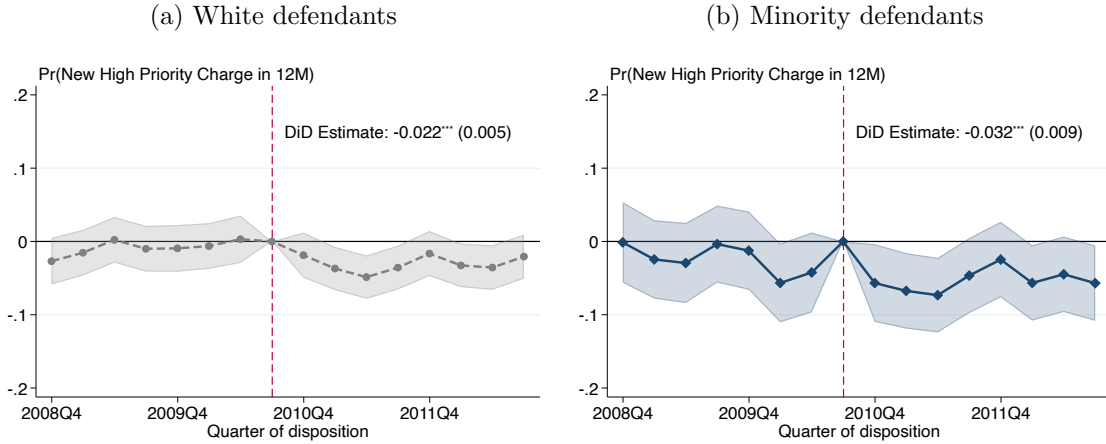 (a) White defendants
Pr(New High Priority Charge in 12M)
.2
DiD Estimate: -0.022*** (0.005)
.1
0
-.1
-.2
2008Q4 2009Q4 2010Q4 2011Q4
Quarter of disposition
(b) Minority defendants
Pr(New High Priority Charge in 12M)
.2
DiD Estimate: -0.032*** (0.009)
.1
0
-.1
-.2
2008Q4 2009Q4 2010Q4 2011Q4
Quarter of disposition